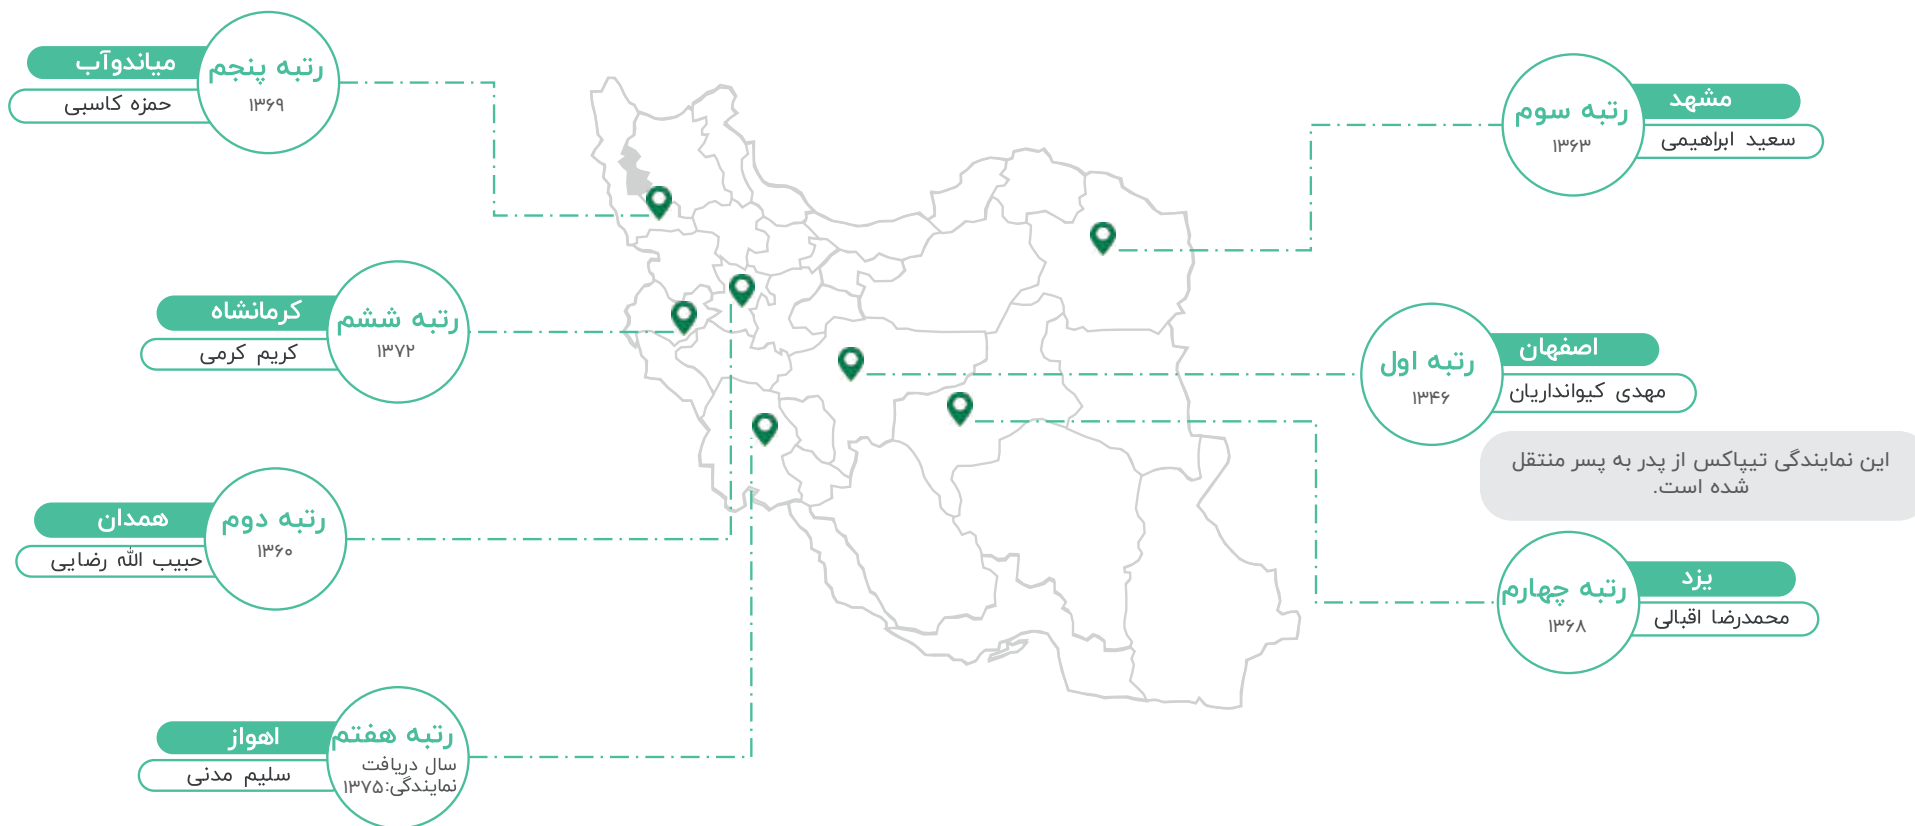 رتبه پنجم
۱۳۶۹
میاندوآب
حمزه کاسبی
رتبه سوم
۱۳۶۳
مشهد
سعید ابراهیمی
رتبه ششم
۱۳۷۲
کرمانشاه
کریم کرمی
رتبه اول
۱۳۴۶
اصفهان
مهدی کیوانداریان
این نمایندگی تیپاکس از پدر به پسر منتقل
شده است.
رتبه دوم
۱۳۶۰
همدان
حبیب الله رضایی
رتبه چهارم
۱۳۶۸
یزد
محمدرضا اقبالی
رتبه هفتم
سال دریافت
نمایندگی:۱۳۷۵
اهواز
سلیم مدنی